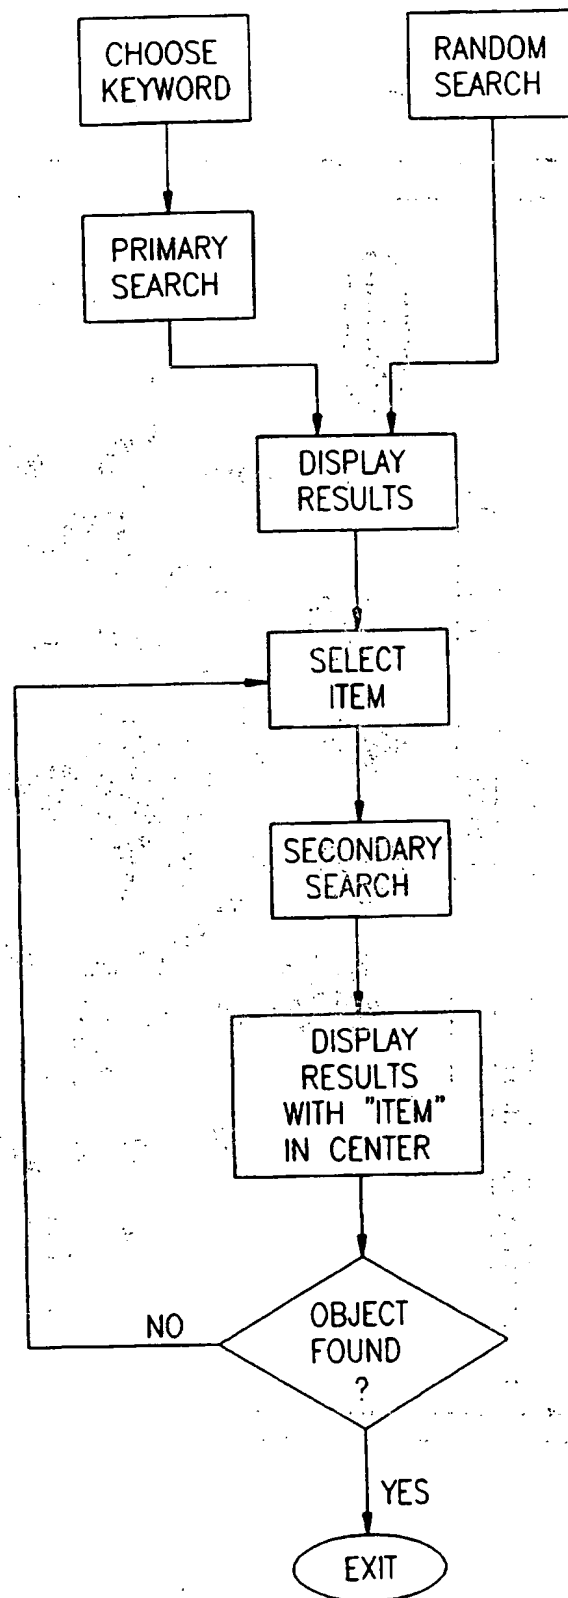 CHOOSE
KEYWORD
RANDOM
SEARCH
PRIMARY
SEARCH
DISPLAY
RESULTS
SELECT
ITEM
SECONDARY
SEARCH
DISPLAY
RESULTS
WITH "ITEM"
IN CENTER
NO
OBJECT
FOUND
?
YES
EXIT